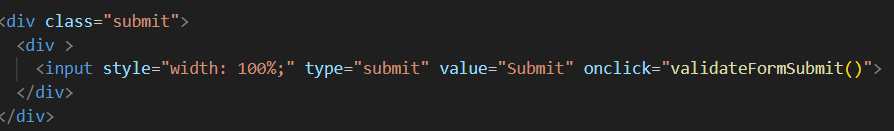 <div class="submit">
<div >
<input style="width: 100%;" type="submit" value="Submit" onclick="validateFormSubmit()">
</div>
</div>